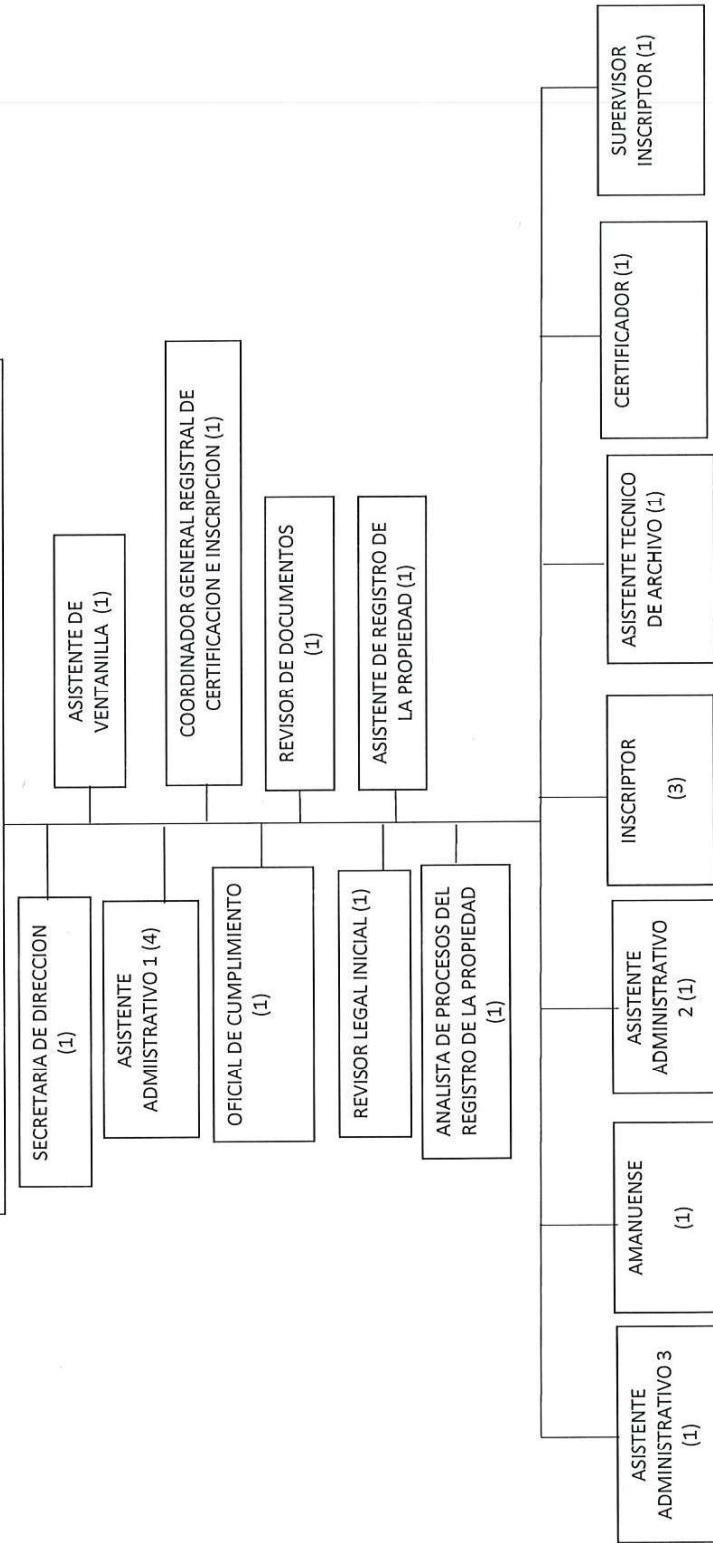 ASISTENTE DE
VENTANILLA (1)
SECRETARIA DE DIRECCION
(1)
COORDINADOR GENERAL REGISTRAL DE
CERTIFICACION E INSCRIPCION (1)
ASISTENTE
ADMIISTRATIVO 1 (4)
REVISOR DE DOCUMENTOS
(1)
OFICIAL DE CUMPLIMIENTO
(1)
ASISTENTE DE REGISTRO DE
LA PROPIEDAD (1)
REVISOR LEGAL INICIAL (1)
ANALISTA DE PROCESOS DEL
REGISTRO DE LA PROPIEDAD
(1)
ASISTENTE
ADMINISTRATIVO 3
(1)
AMANUENSE
(1)
ASISTENTE
ADMINISTRATIVO
2 (1)
INSCRIPTOR
(3)
ASISTENTE TECNICO
DE ARCHIVO (1)
CERTIFICADOR (1)
SUPERVISOR
INSCRIPTOR (1)